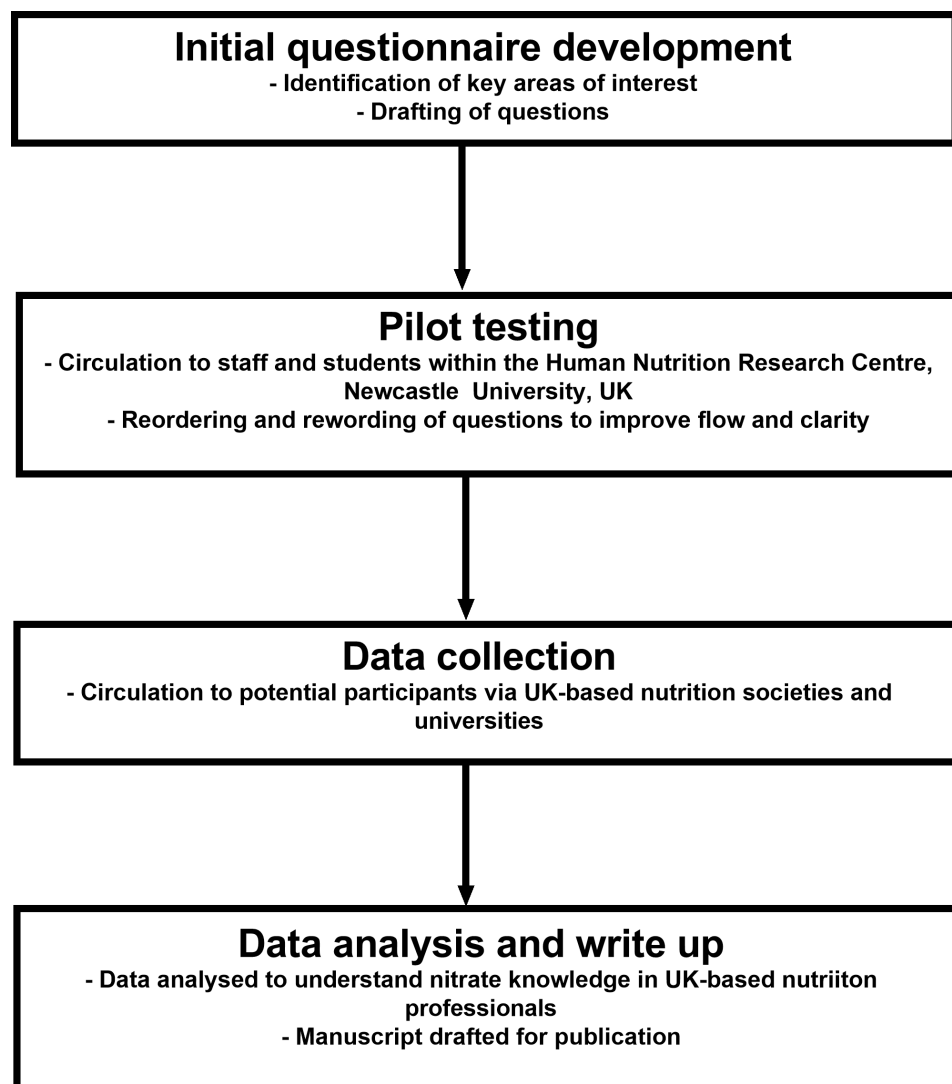 Initial questionnaire development
- Identification of key areas of interest
- Drafting of questions
Pilot testing
- Circulation to staff and students within the Human Nutrition Research Centre,
Newcastle University, UK
- Reordering and rewording of questions to improve flow and clarity
Data collection
- Circulation to potential participants via UK-based nutrition societies and
universities
Data analysis and write up
- Data analysed to understand nitrate knowledge in UK-based nutriiton
professionals
- Manuscript drafted for publication